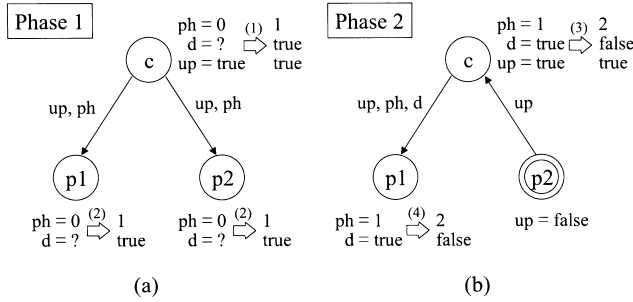 Phase 1
ph = 0 (1) 1
d = ? true
up = true true
c
up, ph up, ph
p1 p2
ph = 0 (2) 1
d = ? true
ph = 0 (2) 1
d = ? true
(a)
Phase 2
ph = 1 (3) 2
d = true false
up = true true
c
up, ph, d up
p1 p2
ph = 1 (4) 2
d = true false
up = false
(b)